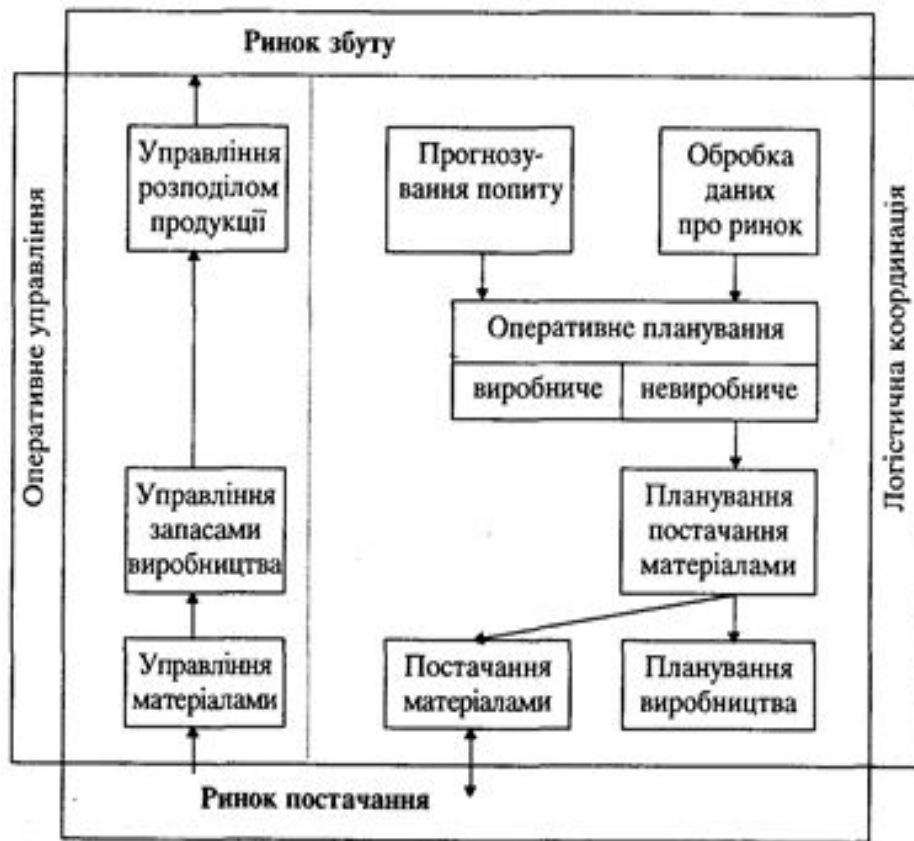 Ринок збуту
Оперативне управління
Управління
розподілом
продукції
Управління
запасами
виробництва
Управління
матеріалами
Прогнозу-
вання попиту
Обробка
даних
про ринок
Оперативне планування
виробниче
невиробниче
Планування
постачання
матеріалами
Постачання
матеріалами
Планування
виробництва
Логістична координація
Ринок постачання